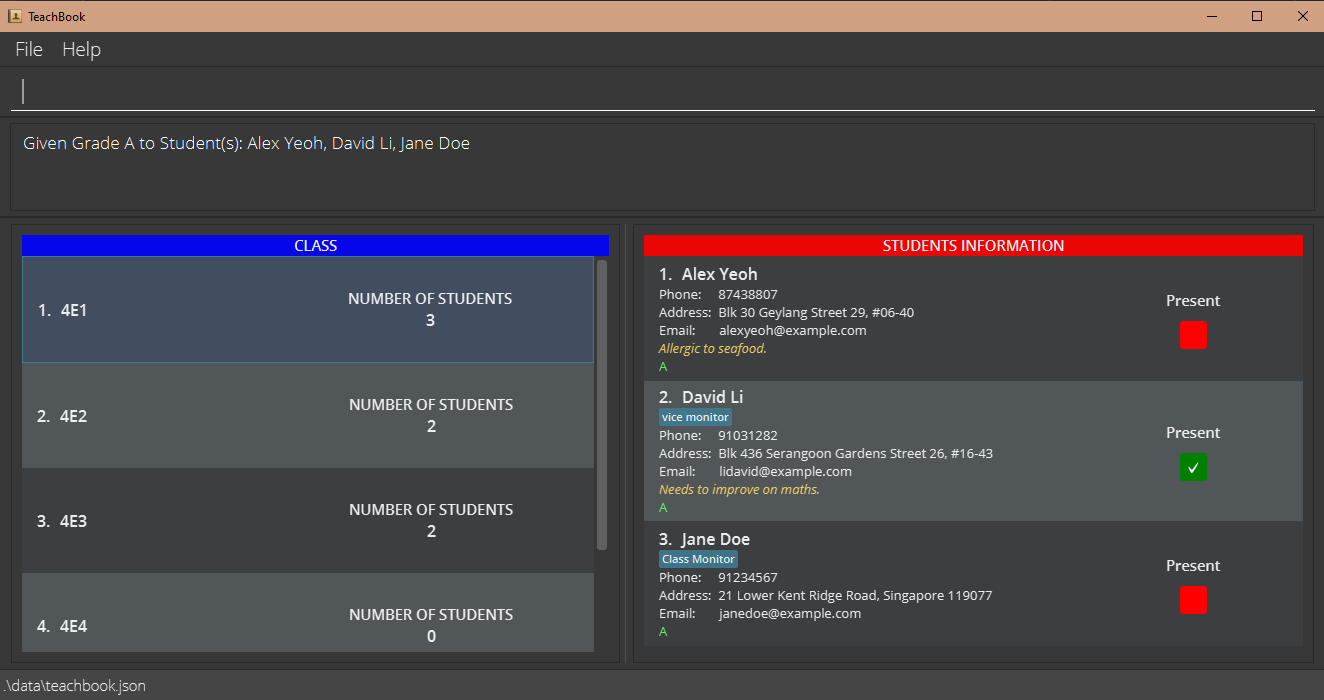 TeachBook
File Help
Given Grade A to Student(s): Alex Yeoh, David Li, Jane Doe
CLASS
1. 4E1
NUMBER OF STUDENTS
3
2. 4E2
NUMBER OF STUDENTS
2
3. 4E3
NUMBER OF STUDENTS
2
4. 4E4
NUMBER OF STUDENTS
0
STUDENTS INFORMATION
1. Alex Yeoh
Phone: 87438807
Address: Blk 30 Geylang Street 29, #06-40
Email: alexyeoh@example.com
Allergic to seafood.
A
Present
2. David Li
vice monitor
Phone: 91031282
Address: Blk 436 Serangoon Gardens Street 26, #16-43
Email: lidavid@example.com
Needs to improve on maths.
A
Present
3. Jane Doe
Class Monitor
Phone: 91234567
Address: 21 Lower Kent Ridge Road, Singapore 119077
Email: janedoe@example.com
A
Present
.\data\teachbook.json